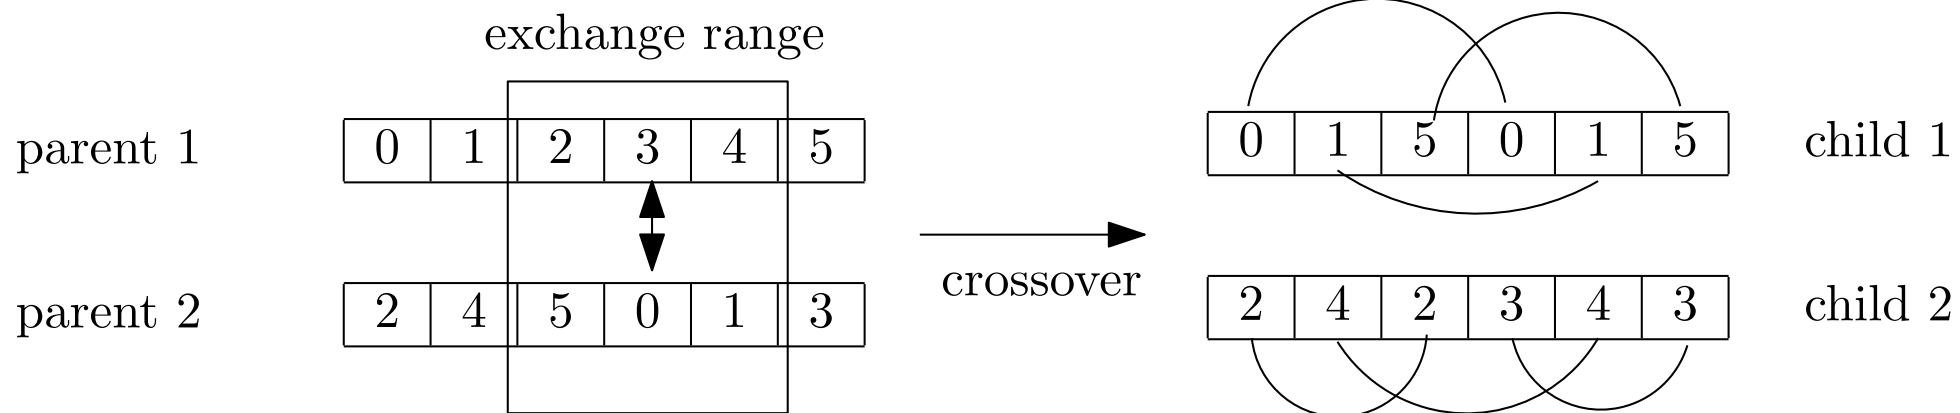 exchange range
parent 1 0 1 2 3 4 5
0 1 5 0 1 5 child 1
crossover
parent 2 2 4 5 0 1 3
2 4 2 3 4 3 child 2